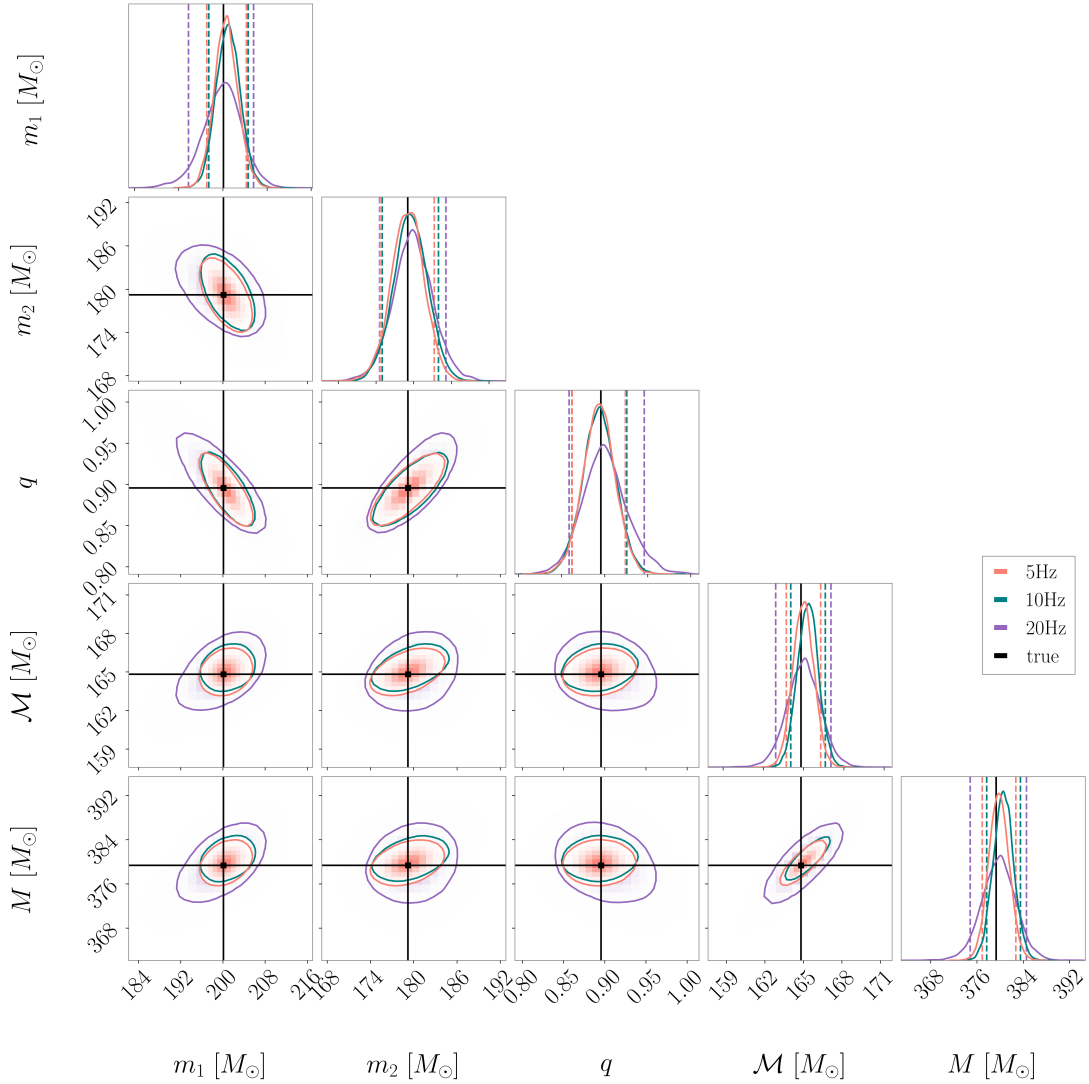 m₁ [M⊙]
192
186
180
174
168
m₂ [M⊙]
1.00
0.95
0.90
0.85
0.80
q
171
168
165
162
159
ℳ [M⊙]
5Hz
10Hz
20Hz
true
392
384
376
368
M [M⊙]
184 192 200 208 216 168 174 180 186 192 0.80 0.85 0.90 0.95 1.00 159 162 165 168 171 368 376 384 392
m₁ [M⊙] m₂ [M⊙] q ℳ [M⊙] M [M⊙]